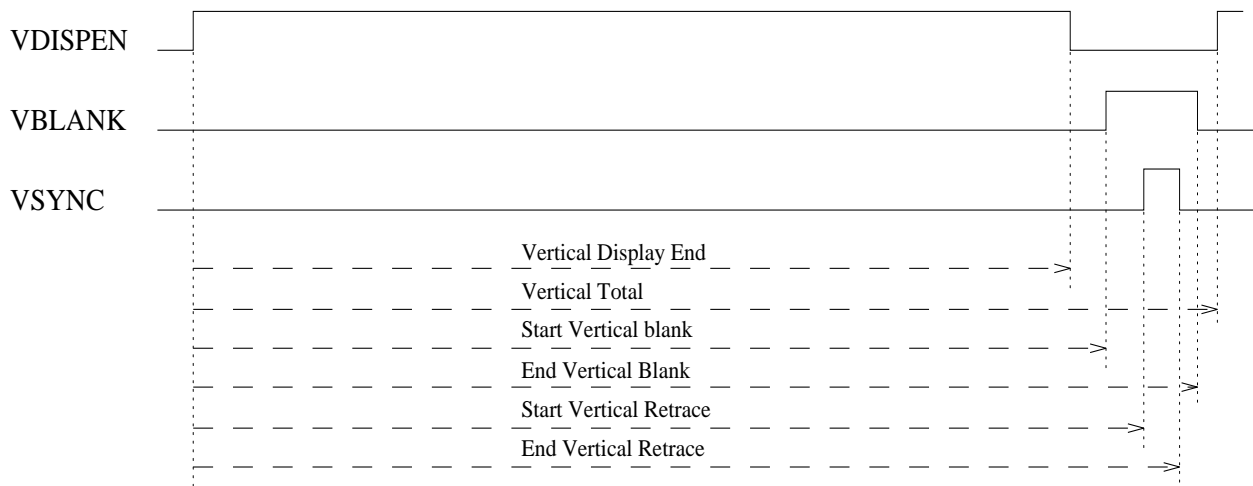 VDISPEN
VBLANK
VSYNC
Vertical Display End
Vertical Total
Start Vertical blank
End Vertical Blank
Start Vertical Retrace
End Vertical Retrace